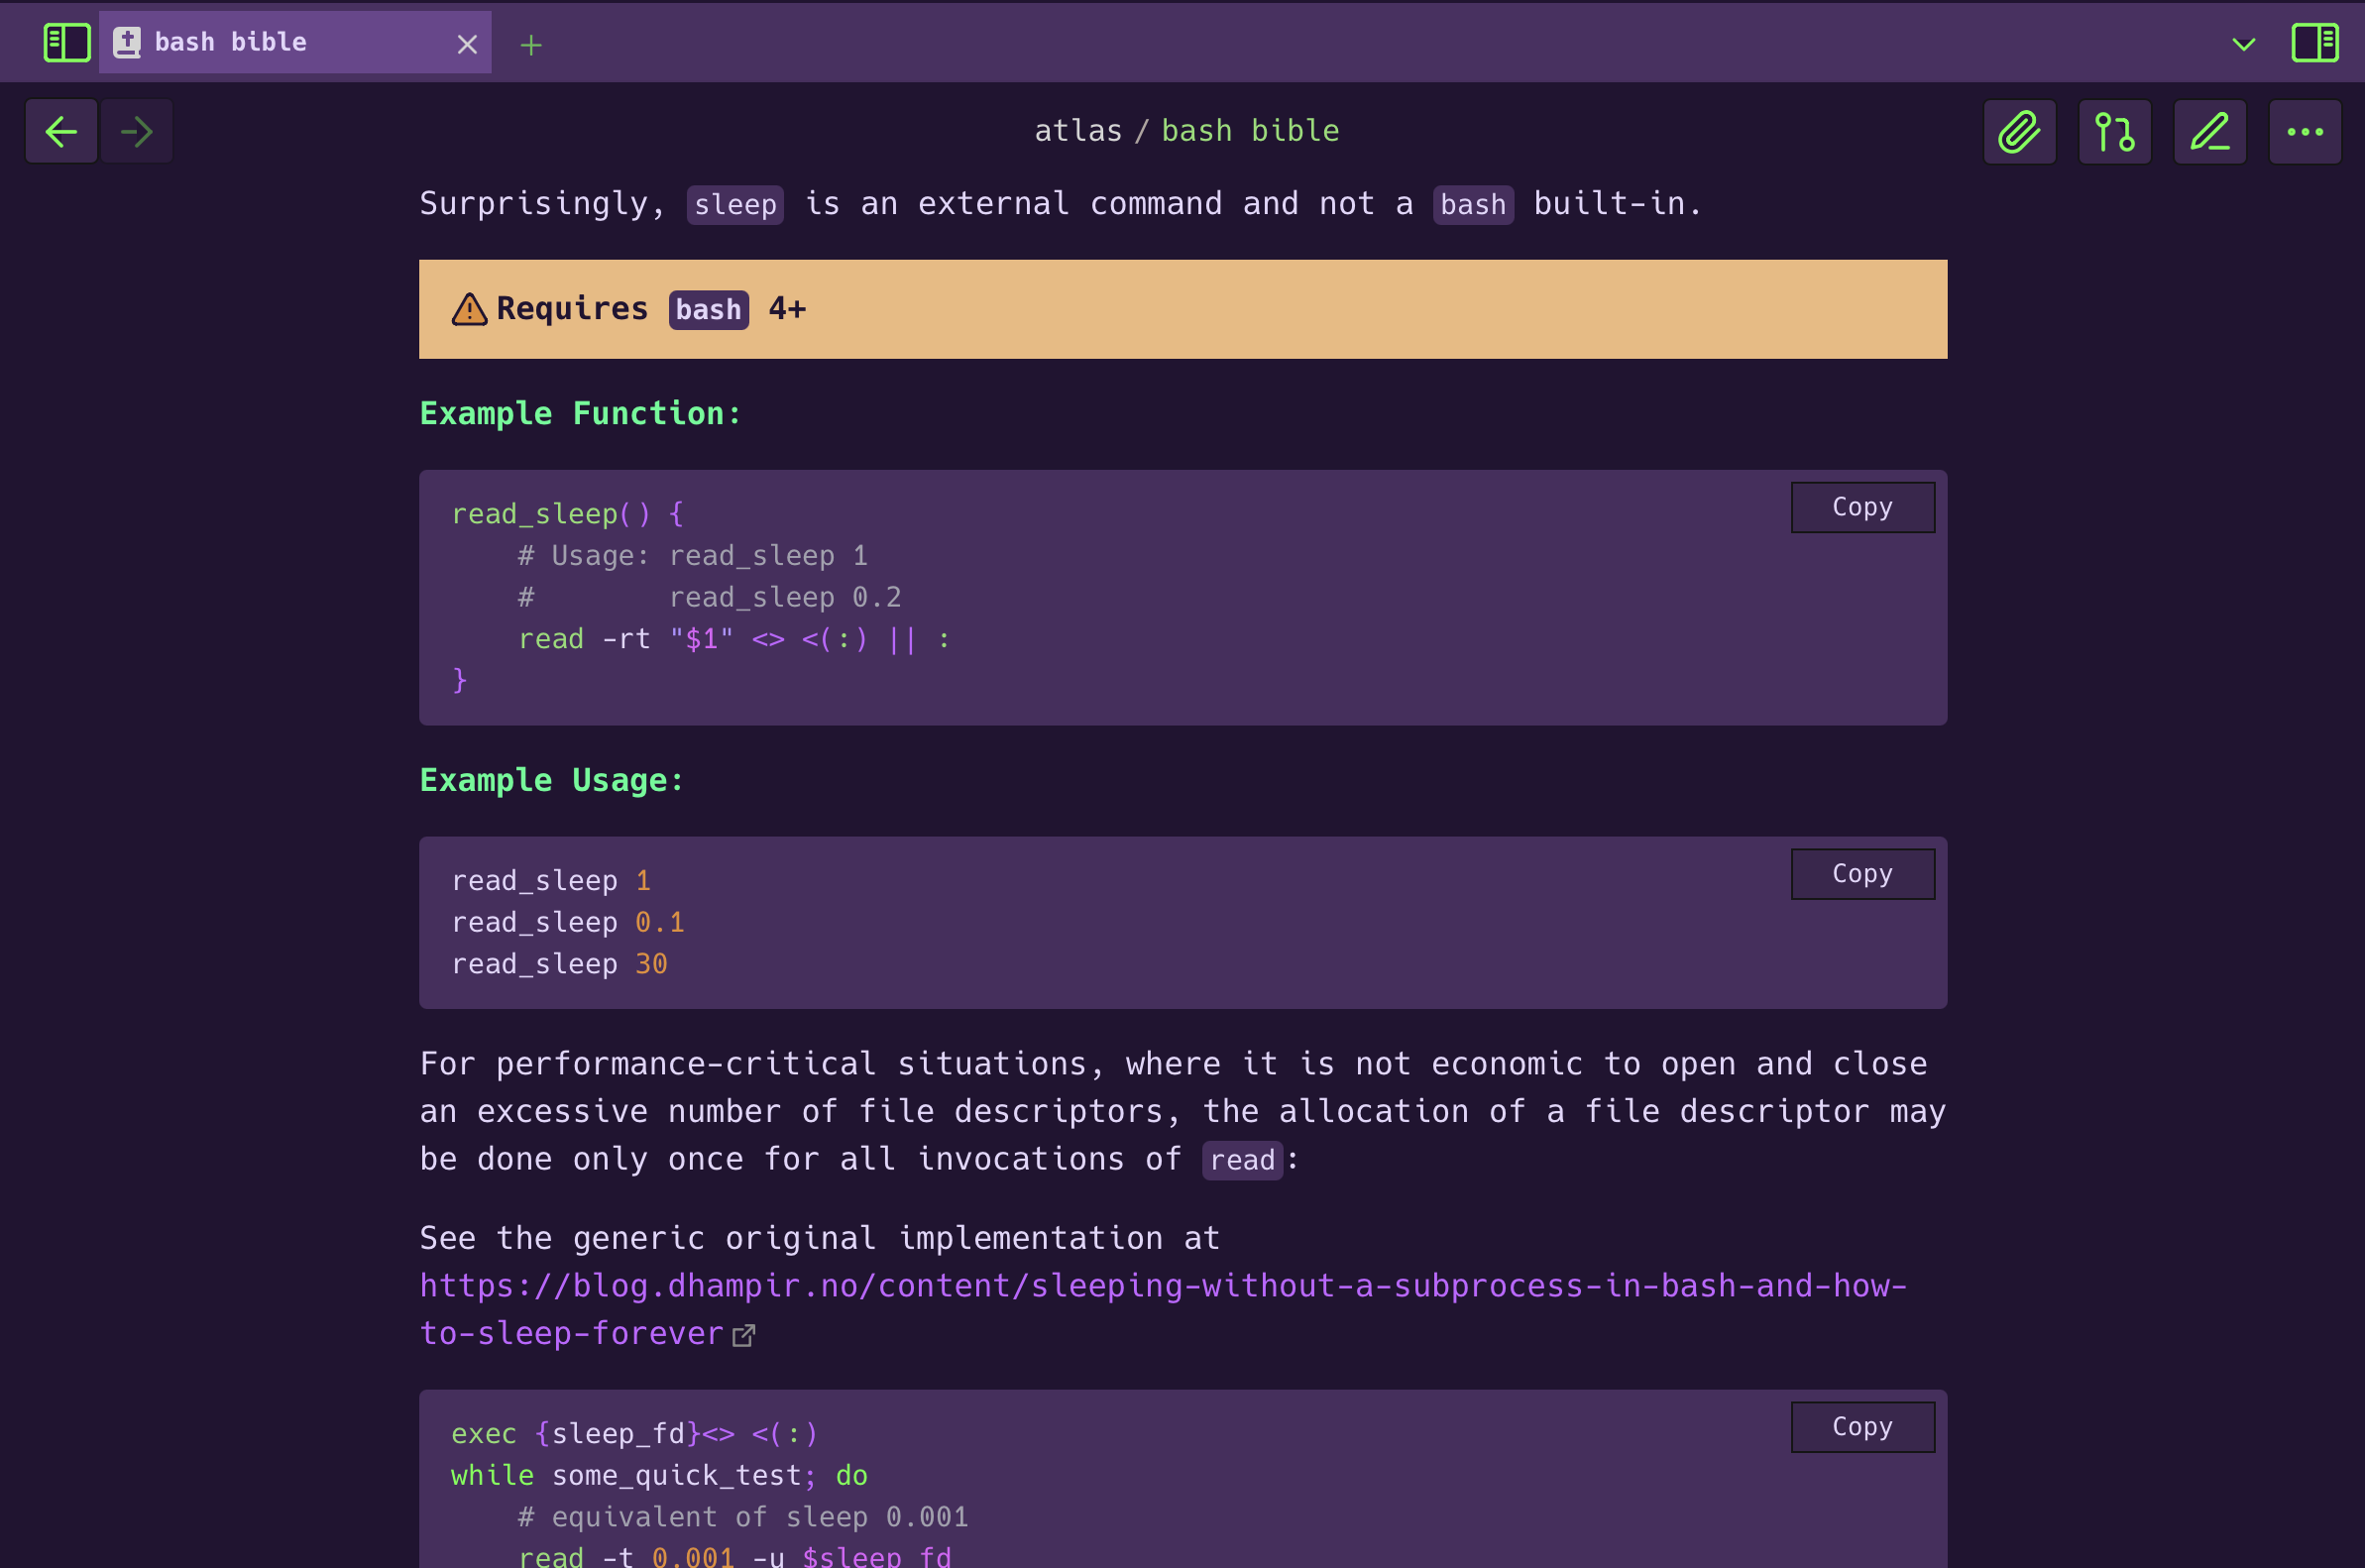 bash bible
atlas / bash bible
Surprisingly, sleep is an external command and not a bash built-in.
Requires bash 4+
Example Function:
Copy
read_sleep() {
    # Usage: read_sleep 1
    #        read_sleep 0.2
    read -rt "$1" <> <(:) || :
}
Example Usage:
Copy
read_sleep 1
read_sleep 0.1
read_sleep 30
For performance-critical situations, where it is not economic to open and close
an excessive number of file descriptors, the allocation of a file descriptor may
be done only once for all invocations of read:
See the generic original implementation at
https://blog.dhampir.no/content/sleeping-without-a-subprocess-in-bash-and-how-
to-sleep-forever
Copy
exec {sleep_fd}<> <(:)
while some_quick_test; do
    # equivalent of sleep 0.001
    read -t 0.001 -u $sleep_fd